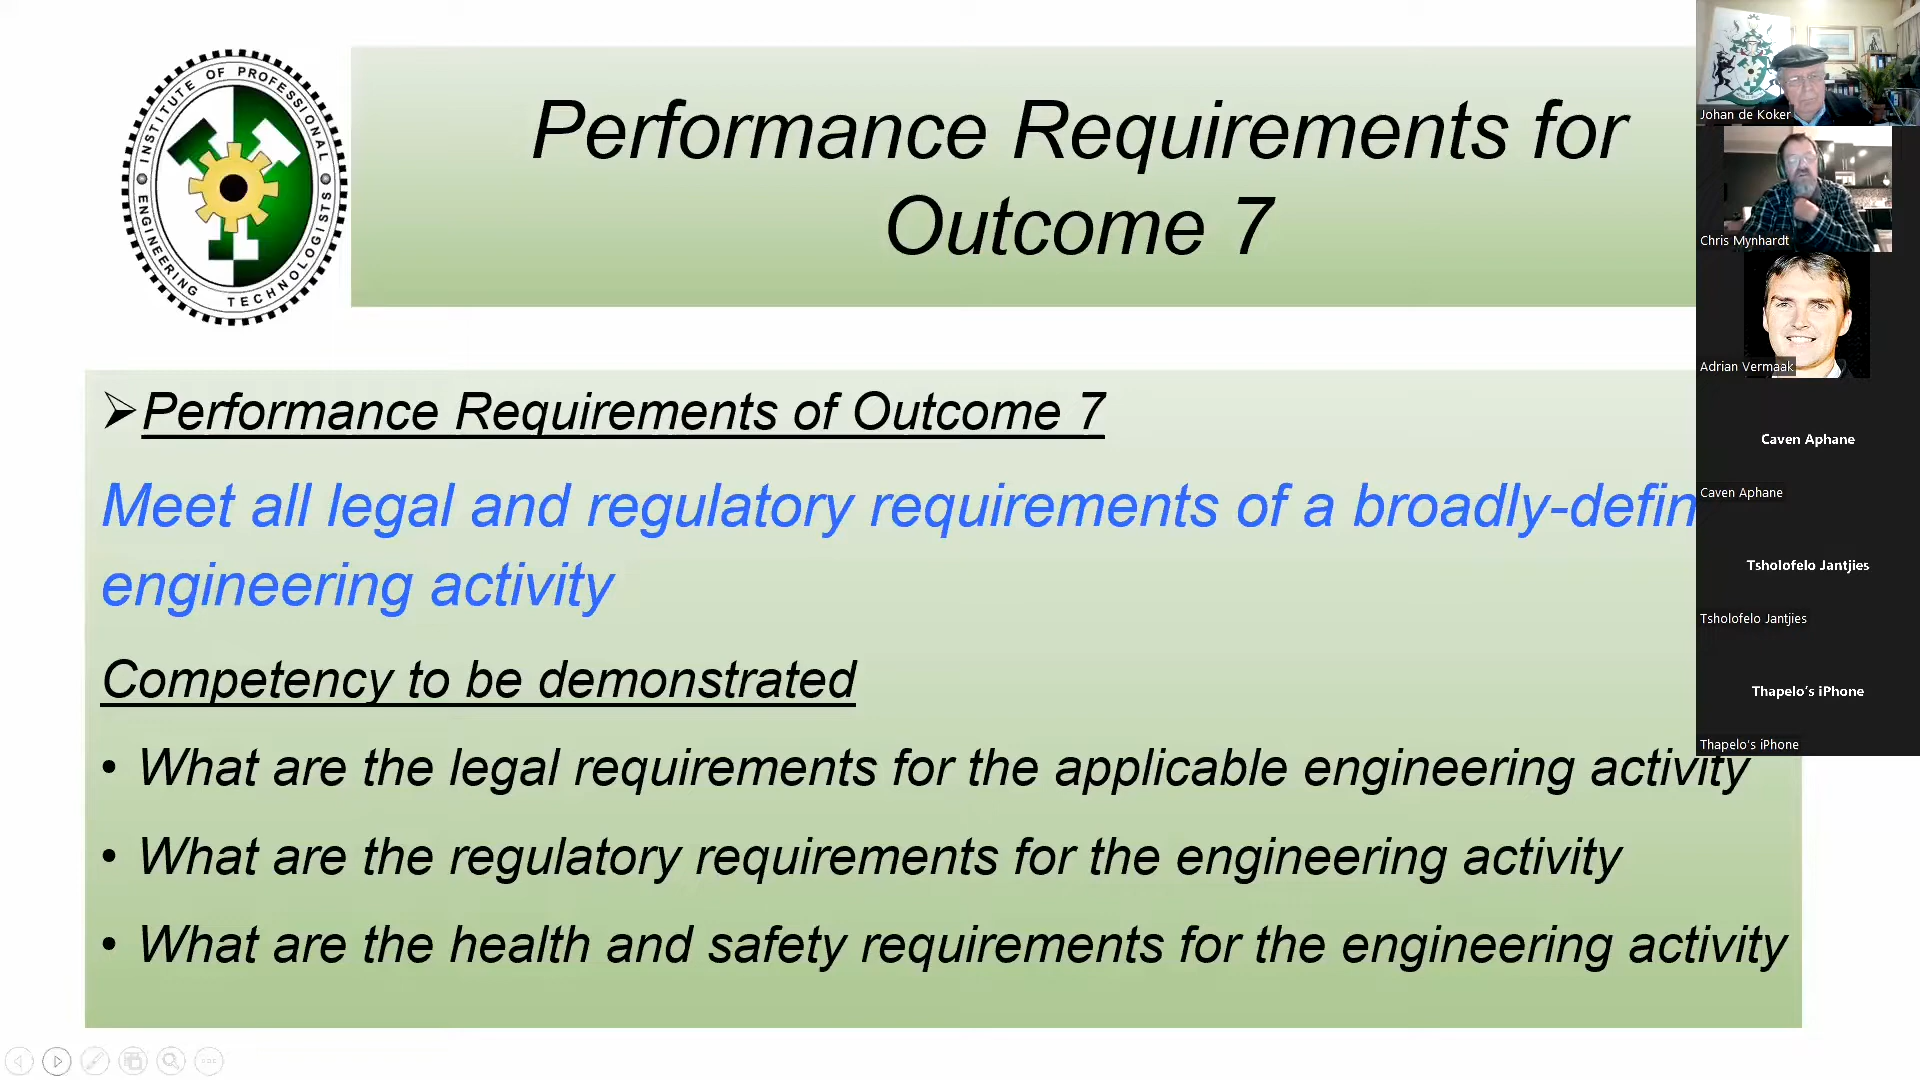 INSTITUTE OF PROFESSIONAL
ENGINEERING TECHNOLOGISTS
Performance Requirements for
Outcome 7
➢Performance Requirements of Outcome 7
Meet all legal and regulatory requirements of a broadly-defin
engineering activity
Competency to be demonstrated
• What are the legal requirements for the applicable engineering activity
• What are the regulatory requirements for the engineering activity
• What are the health and safety requirements for the engineering activity
Johan de Koker
Chris Mynhardt
Adrian Vermaak
Caven Aphane
Caven Aphane
Tsholofelo Jantjies
Tsholofelo Jantjies
Thapelo's iPhone
Thapelo's iPhone